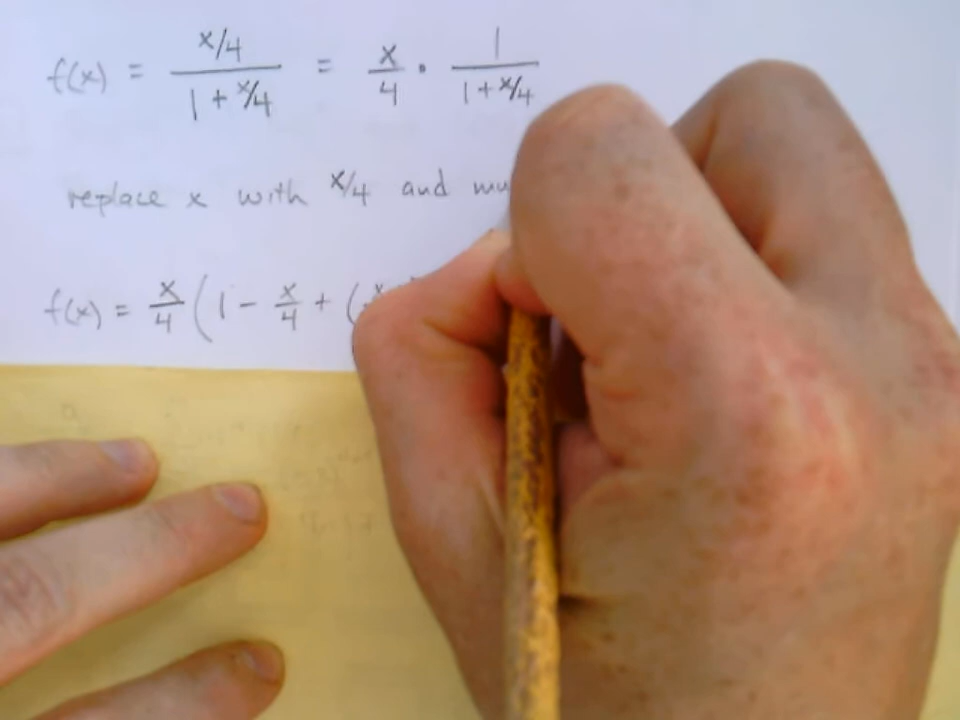 f(x) = x/4 / 1 + x/4 = x/4 · 1 / 1 + x/4
replace x with x/4 and
f(x) = x/4 ( 1 - x/4 + (